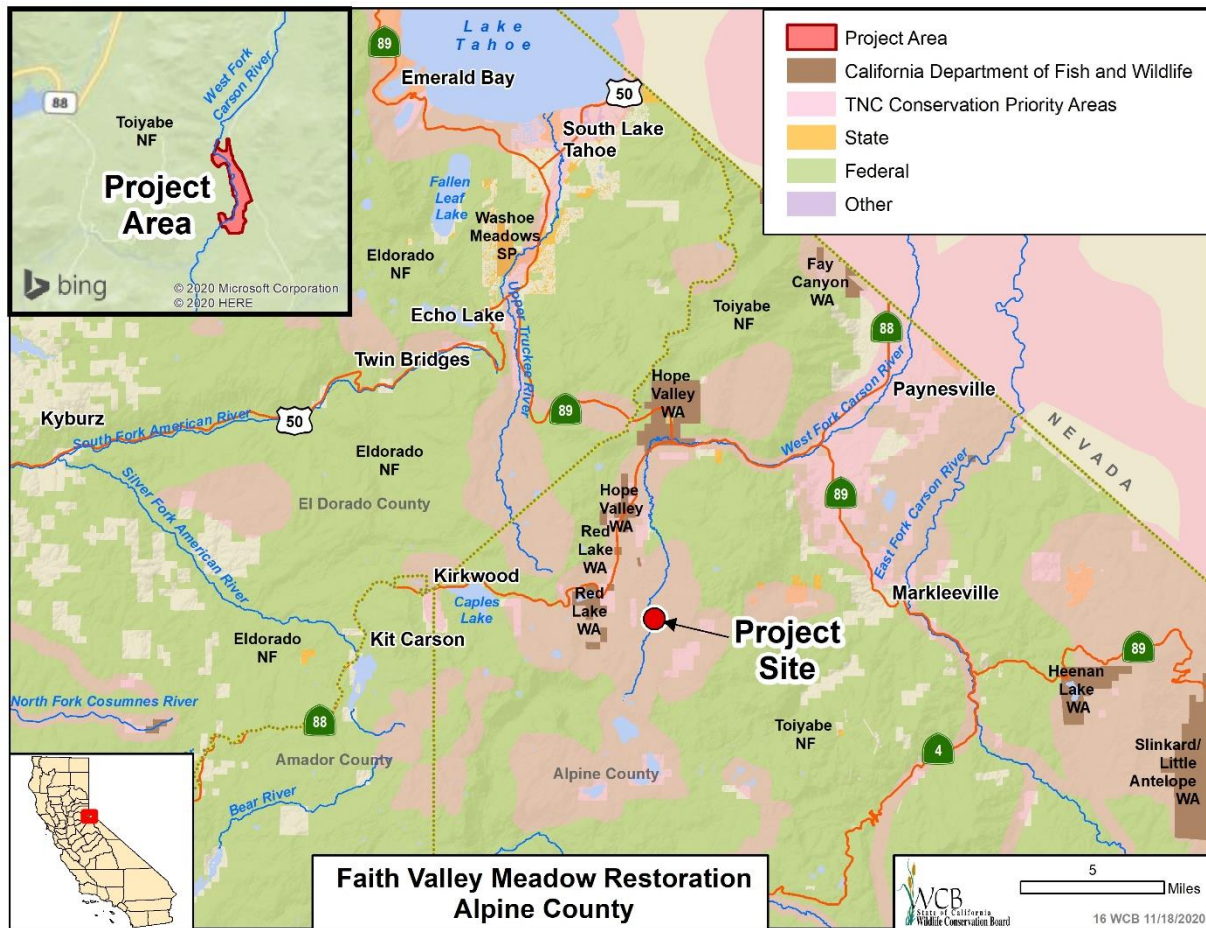 West Fork
Carson River
88
Toiyabe
NF
Project
Area
bing
© 2020 Microsoft Corporation
© 2020 HERE
Lake
Tahoe
89
Emerald Bay
50
South Lake
Tahoe
Fallen
Leaf
Lake
Washoe
Meadows
SP
Eldorado
NF
Echo Lake
Upper Truckee River
Twin Bridges
Kyburz
South Fork American River
50
89
Silver Fork American River
Eldorado
NF
El Dorado County
Project Area
California Department of Fish and Wildlife
TNC Conservation Priority Areas
State
Federal
Other
Fay
Canyon
WA
Toiyabe
NF
88
Hope
Valley
WA
West Fork Carson River
Paynesville
NEVADA
89
East Fork Carson River
Hope
Valley
WA
Red
Lake
WA
Kirkwood
Caples
Lake
Red
Lake
WA
Markleeville
Project
Site
Eldorado
NF
Kit Carson
North Fork Cosumnes River
88
Amador County
Bear River
Alpine County
Toiyabe
NF
4
89
Heenan
Lake
WA
Slinkard/
Little
Antelope
WA
Faith Valley Meadow Restoration
Alpine County
WCB
State of California
Wildlife Conservation Board
5
Miles
16 WCB 11/18/2020